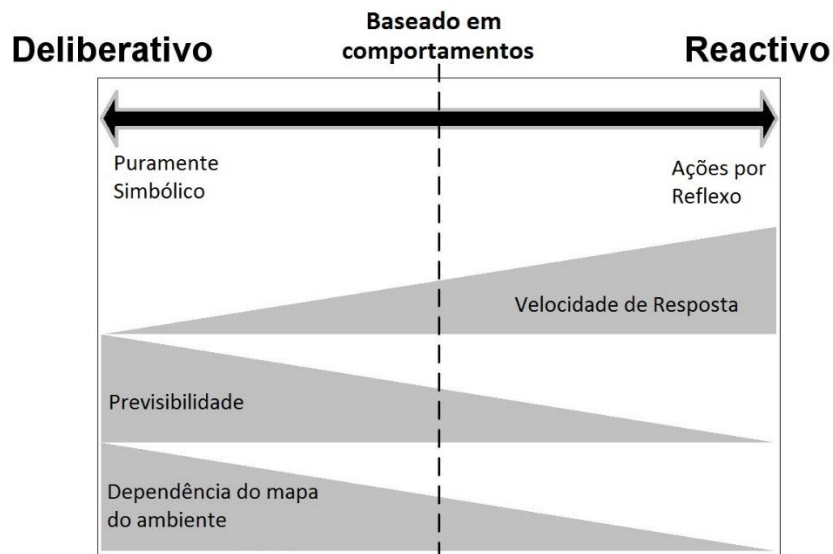 Baseado em
comportamentos
Deliberativo
Reactivo
Puramente
Simbólico
Ações por
Reflexo
Velocidade de Resposta
Previsibilidade
Dependência do mapa
do ambiente